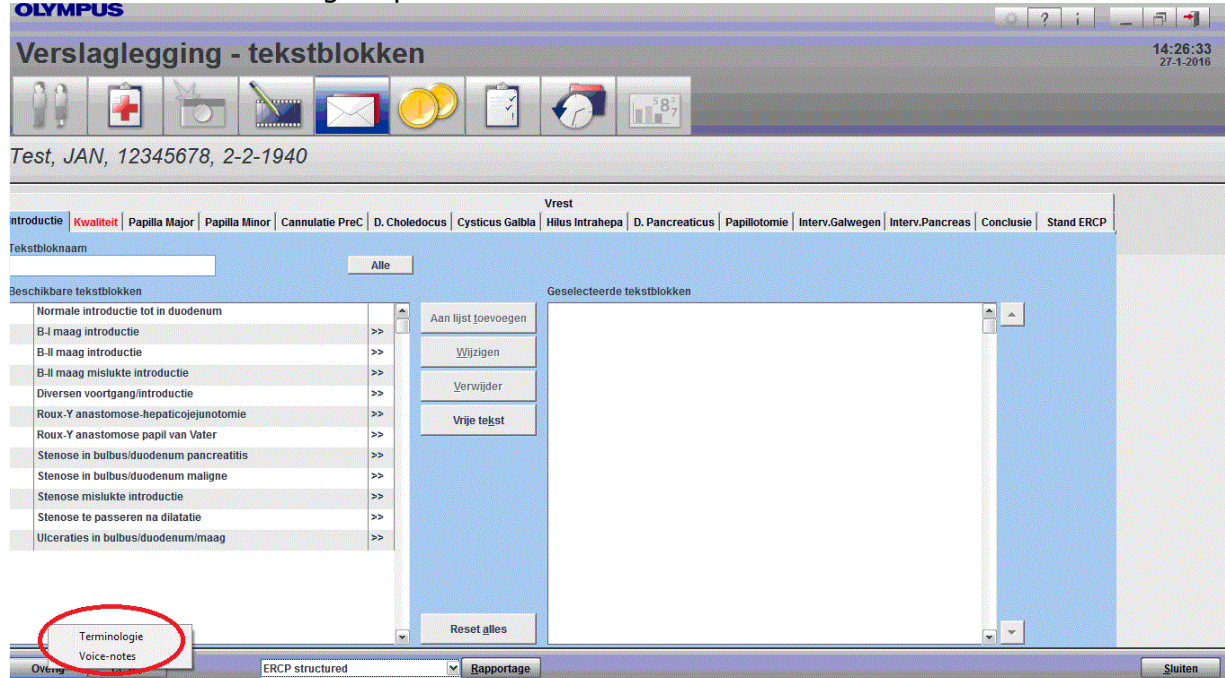 OLYMPUS
? i
Verslaglegging - tekstblokken
14:26:33
27-1-2016
Test, JAN, 12345678, 2-2-1940
Vrest
ntroductie Kwaliteit Papilla Major Papilla Minor Cannulatie PreC D. Choledocus Cysticus Galbla Hilus Intrahepa D. Pancreaticus Papillotomie Interv.Galwegen Interv.Pancreas Conclusie Stand ERCP
Tekstbloknaam
Alle
Beschikbare tekstblokken
Geselecteerde tekstblokken
Normale introductie tot in duodenum
B-I maag introductie >>
B-II maag introductie >>
B-II maag mislukte introductie >>
Diversen voortgang/introductie >>
Roux-Y anastomose-hepaticojejunotomie >>
Roux-Y anastomose papil van Vater >>
Stenose in bulbus/duodenum pancreatitis >>
Stenose in bulbus/duodenum maligne >>
Stenose mislukte introductie >>
Stenose te passeren na dilatatie >>
Ulceraties in bulbus/duodenum/maag >>
Aan lijst toevoegen
Wijzigen
Verwijder
Vrije tekst
Reset alles
Terminologie
Voice-notes
Overig
ERCP structured
Rapportage
Sluiten